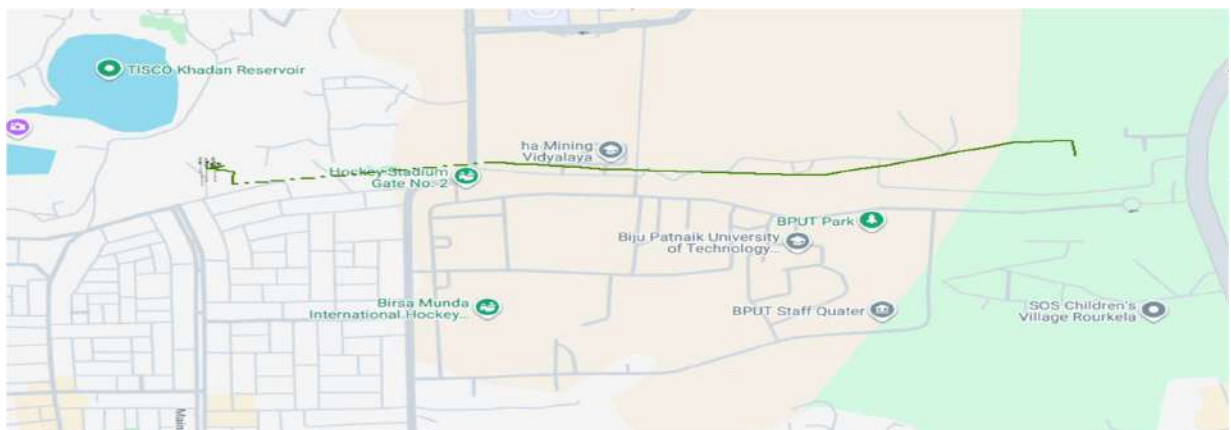 TISCO Khadan Reservoir
ha Mining
Vidyalaya
Hockey Stadium
Gate No. 2
BPUT Park
Biju Patnaik University
of Technology...
Birsa Munda
International Hockey...
BPUT Staff Quater
SOS Children's
Village Rourkela
Main